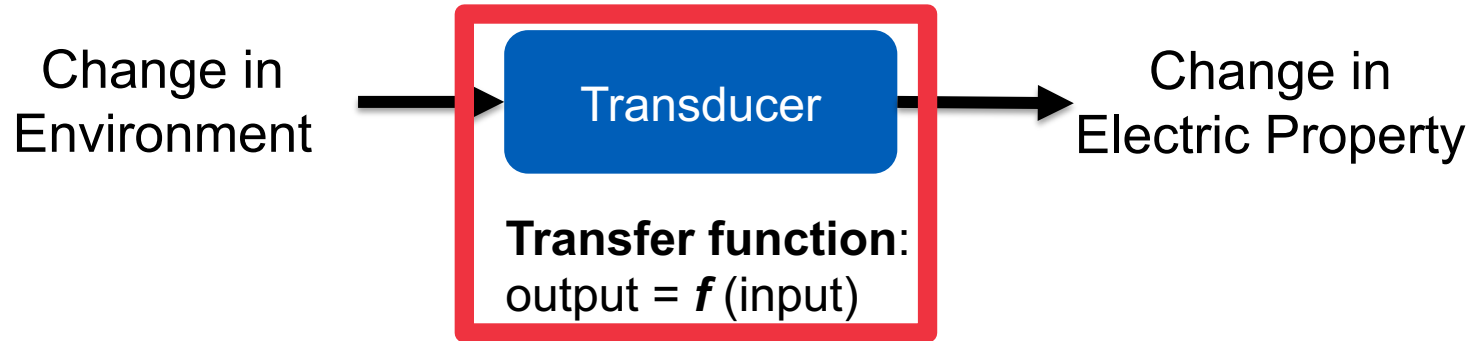 Change in
Environment
Transducer
Transfer function:
output = f (input)
Change in
Electric Property